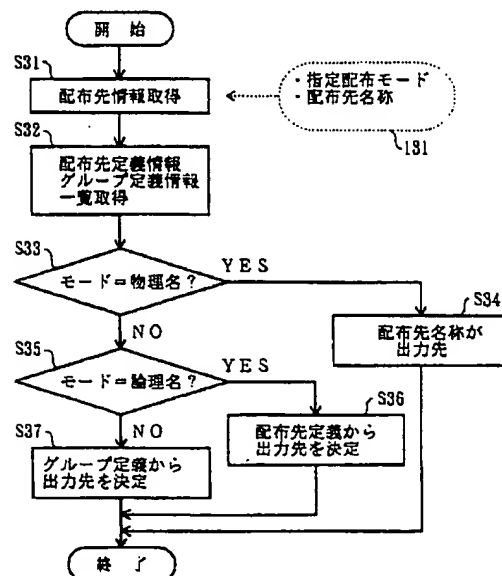 開 始
S31
配布先情報取得
・指定配布モード
・配布先名称
131
S32
配布先定義情報
グループ定義情報
一覧取得
S33
モード=物理名?
YES
NO
S34
配布先名称が
出力先
S35
モード=論理名?
YES
NO
S36
配布先定義から
出力先を決定
S37
グループ定義から
出力先を決定
終 了